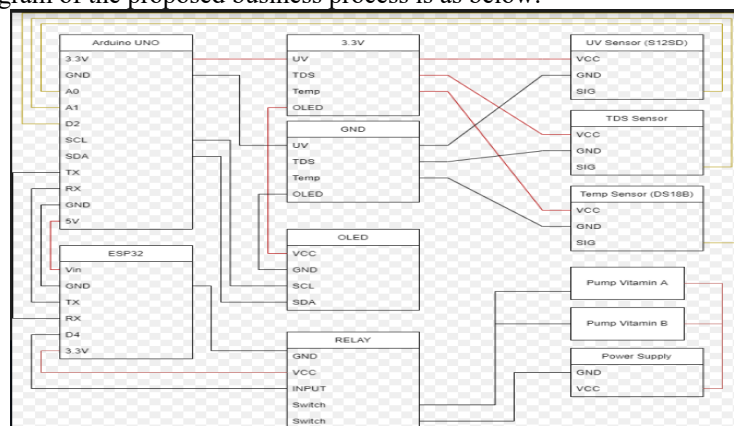 gram of the proposed business process is as below:
Arduino UNO
3.3V
GND
A0
A1
D2
SCL
SDA
TX
RX
GND
5V
ESP32
Vin
GND
TX
RX
D4
3.3V
3.3V
UV
TDS
Temp
OLED
GND
UV
TDS
Temp
OLED
OLED
VCC
GND
SCL
SDA
RELAY
GND
VCC
INPUT
Switch
Switch
UV Sensor (S12SD)
VCC
GND
SIG
TDS Sensor
VCC
GND
SIG
Temp Sensor (DS18B)
VCC
GND
SIG
Pump Vitamin A
Pump Vitamin B
Power Supply
GND
VCC